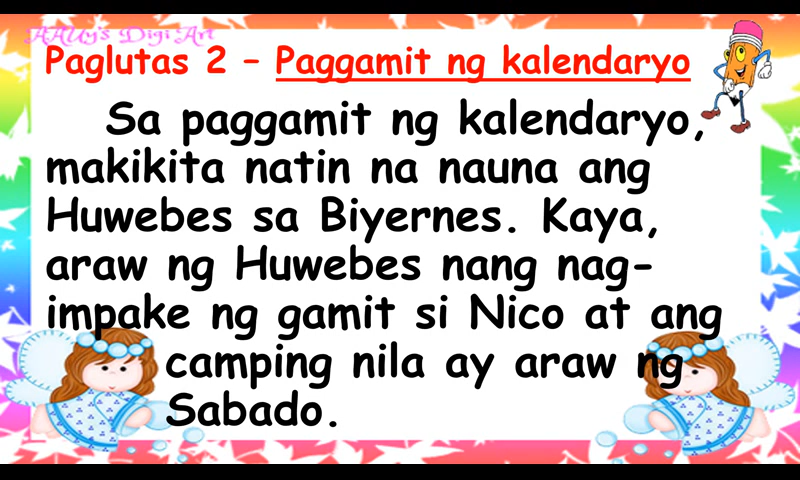 AAUy's Digi Art
Paglutas 2 – Paggamit ng kalendaryo
Sa paggamit ng kalendaryo,
makikita natin na nauna ang
Huwebes sa Biyernes. Kaya,
araw ng Huwebes nang nag-
impake ng gamit si Nico at ang
camping nila ay araw ng
Sabado.